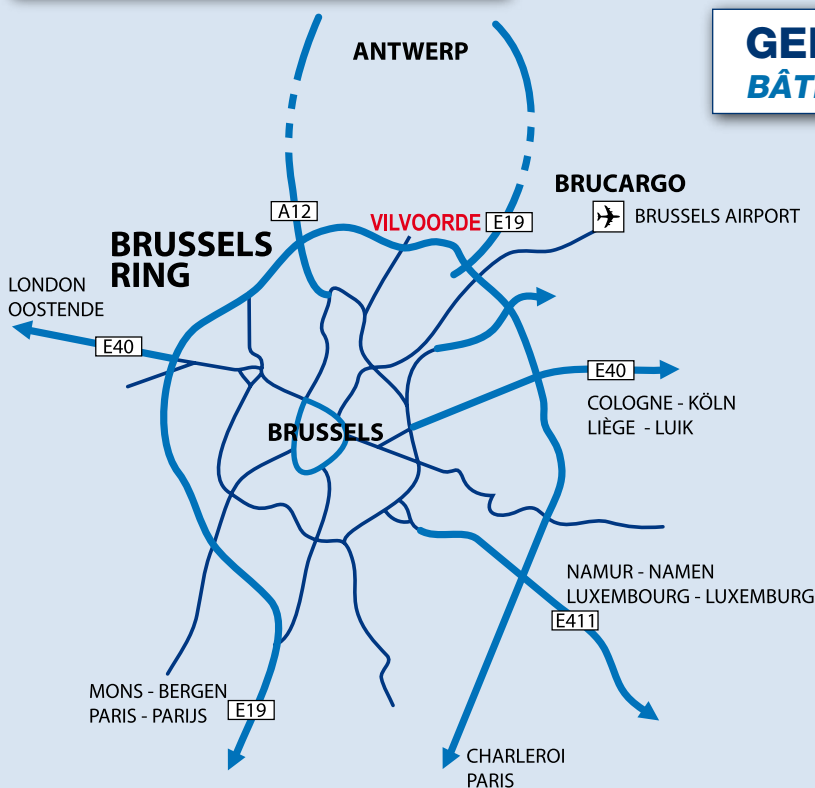 ANTWERP
BRUCARGO
BRUSSELS AIRPORT
A12
VILVOORDE
E19
BRUSSELS
RING
LONDON
OOSTENDE
E40
E40
COLOGNE - KÖLN
LIÈGE - LUIK
BRUSSELS
NAMUR - NAMEN
LUXEMBOURG - LUXEMBURG
E411
MONS - BERGEN
PARIS - PARIJS
E19
CHARLEROI
PARIS